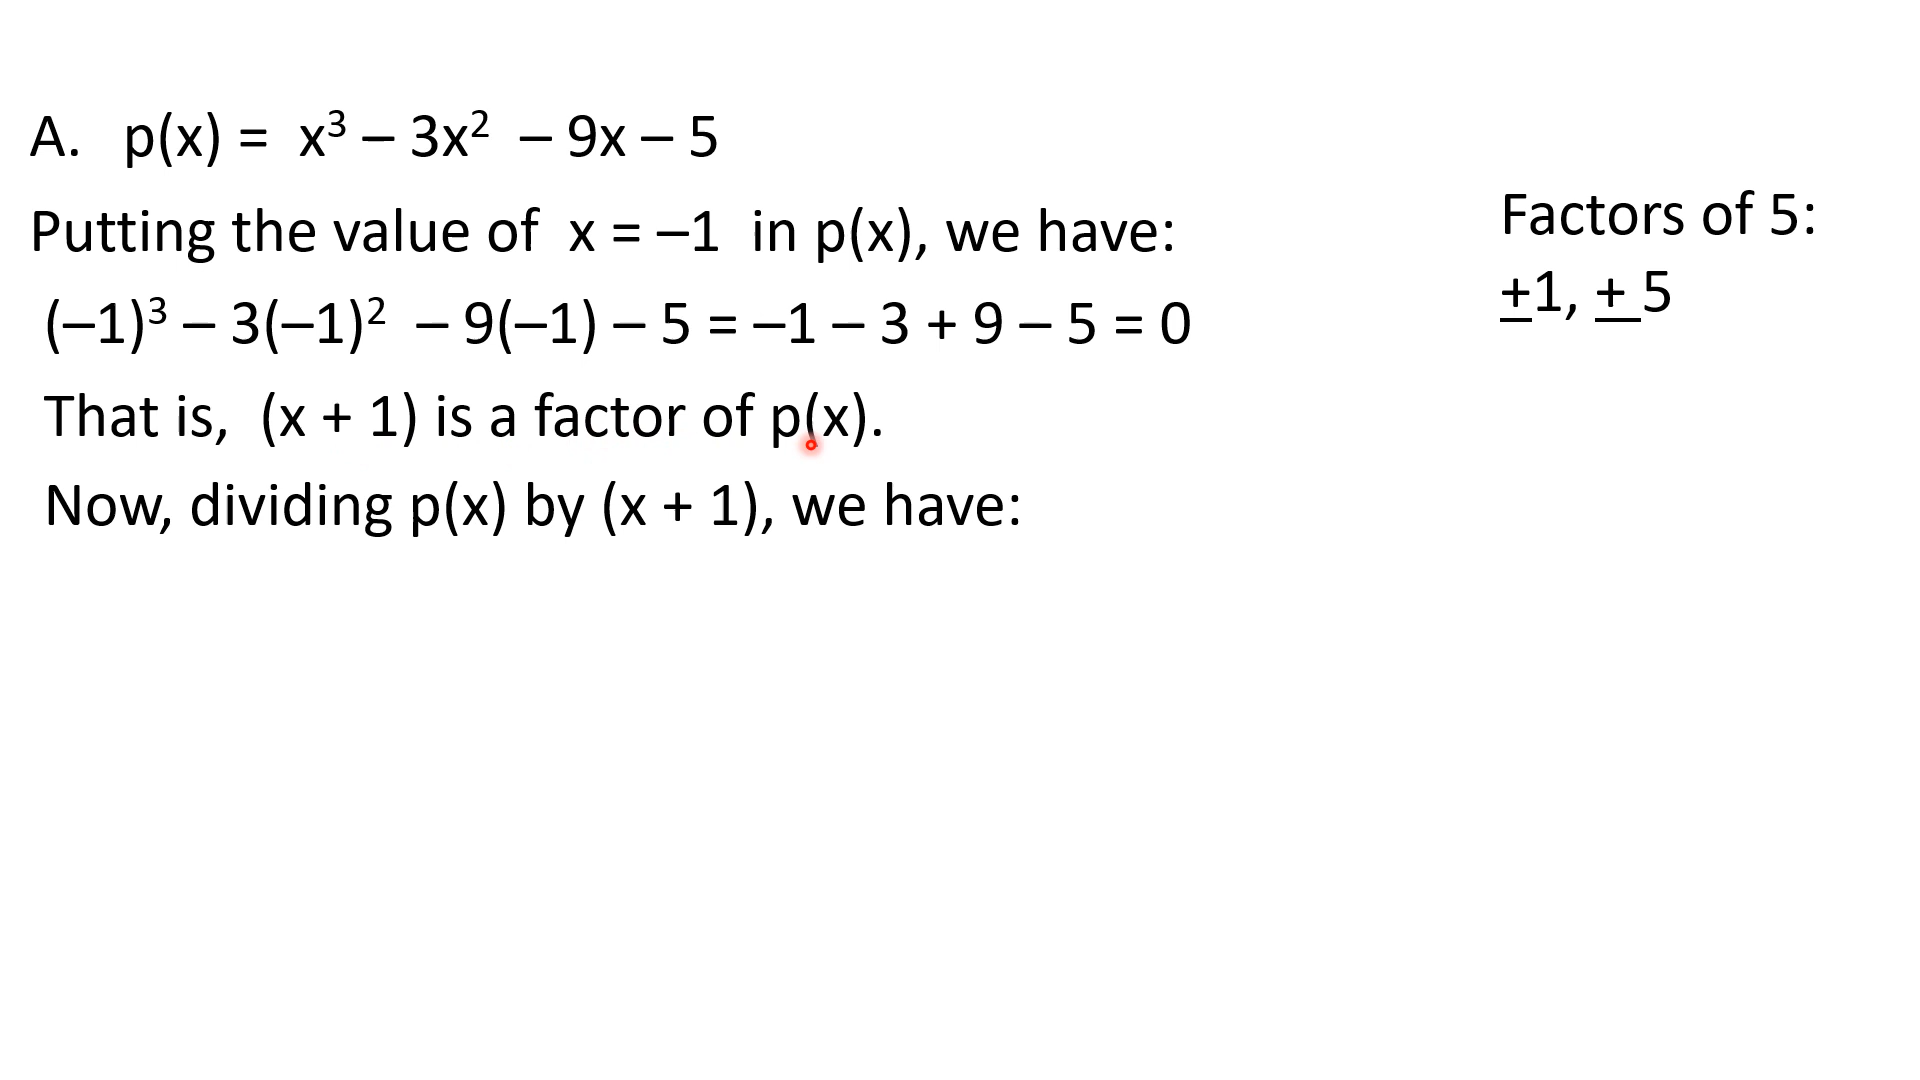 A. p(x) = x³ – 3x² – 9x – 5
Putting the value of x = –1 in p(x), we have:
(–1)³ – 3(–1)² – 9(–1) – 5 = –1 – 3 + 9 – 5 = 0
That is, (x + 1) is a factor of p(x).
Now, dividing p(x) by (x + 1), we have:
Factors of 5:
±1, ± 5